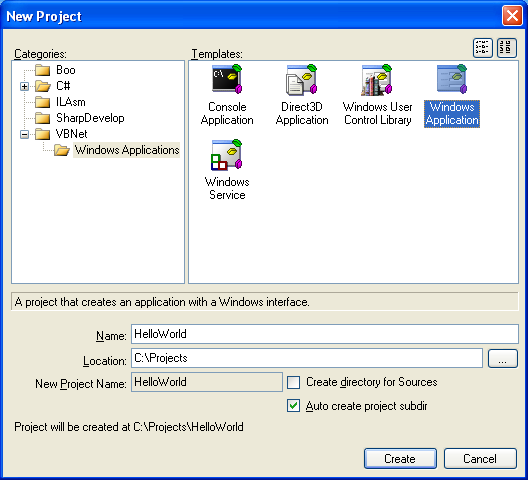 New Project
Categories:
Templates:
Boo
C#
ILAsm
SharpDevelop
VBNet
Windows Applications
Console
Application
Direct3D
Application
Windows User
Control Library
Windows
Application
Windows
Service
A project that creates an application with a Windows interface.
Name: HelloWorld
Location: C:\Projects ...
New Project Name: HelloWorld Create directory for Sources
Auto create project subdir
Project will be created at C:\Projects\HelloWorld
Create Cancel